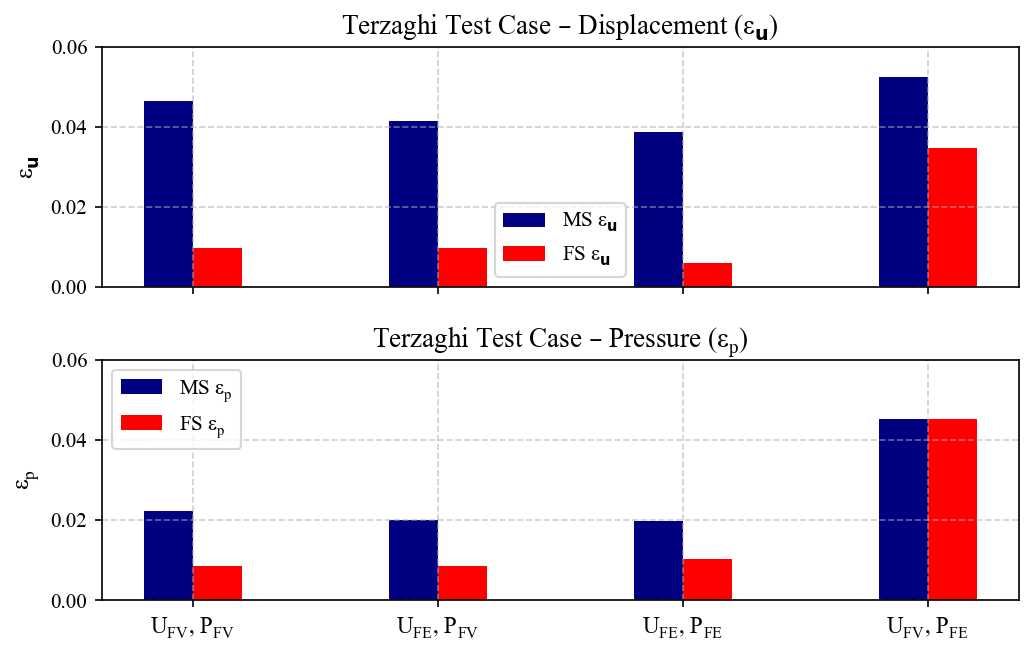 Terzaghi Test Case – Displacement (ε𝐮)
0.06
0.04
0.02
0.00
ε𝐮
MS ε𝐮
FS ε𝐮
Terzaghi Test Case – Pressure (εp)
0.06
0.04
0.02
0.00
εp
MS εp
FS εp
UFV, PFV
UFE, PFV
UFE, PFE
UFV, PFE